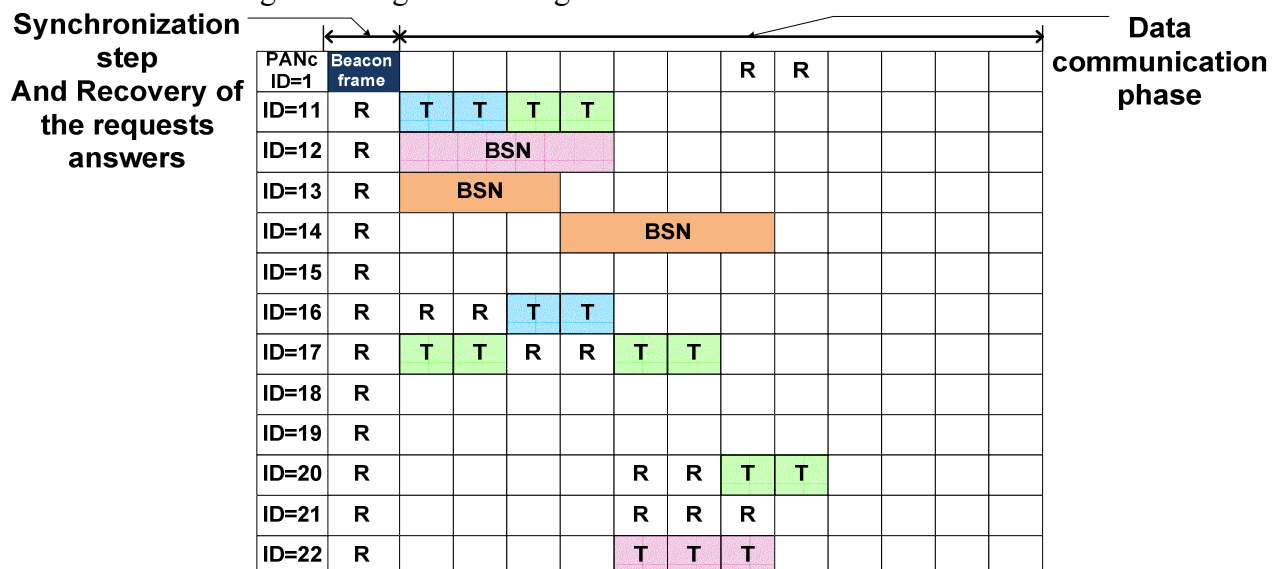 Synchronization
step
And Recovery of
the requests
answers
Data
communication
phase
PANc
ID=1
Beacon
frame
R R
ID=11 R T T T T
ID=12 R BSN
ID=13 R BSN
ID=14 R BSN
ID=15 R
ID=16 R R R T T
ID=17 R T T R R T T
ID=18 R
ID=19 R
ID=20 R R R T T
ID=21 R R R R
ID=22 R T T T